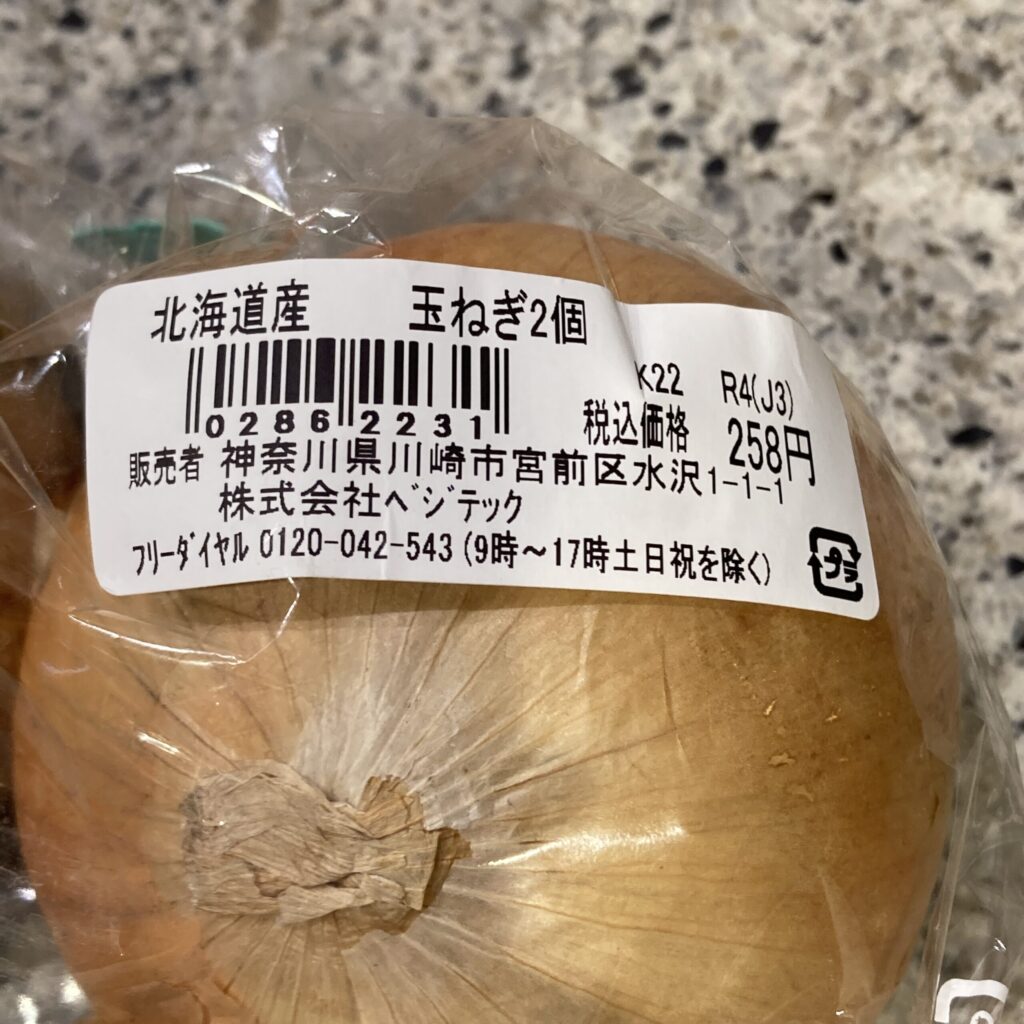 北海道産 玉ねぎ2個
K22 R4(J3)
02862231
税込価格 258円
販売者 神奈川県川崎市宮前区水沢1-1-1
株式会社ベジテック
フリーダイヤル 0120-042-543 (9時～17時土日祝を除く)
プラ